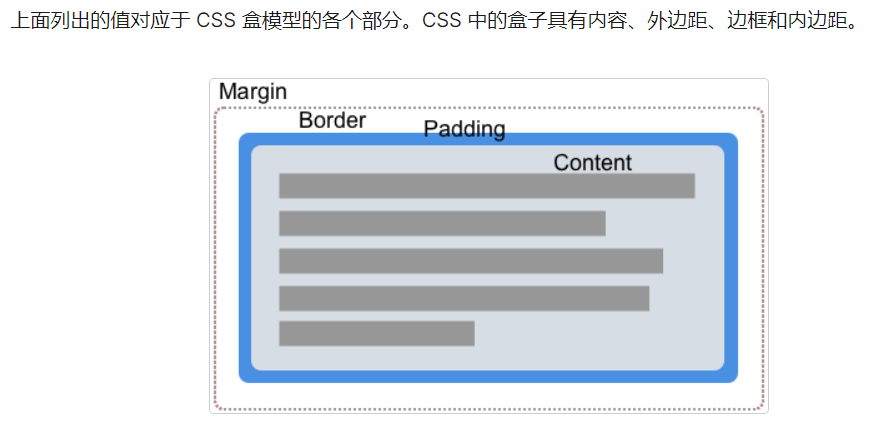 上面列出的值对应于 CSS 盒模型的各个部分。CSS 中的盒子具有内容、外边距、边框和内边距。
Margin
Border
Padding
Content